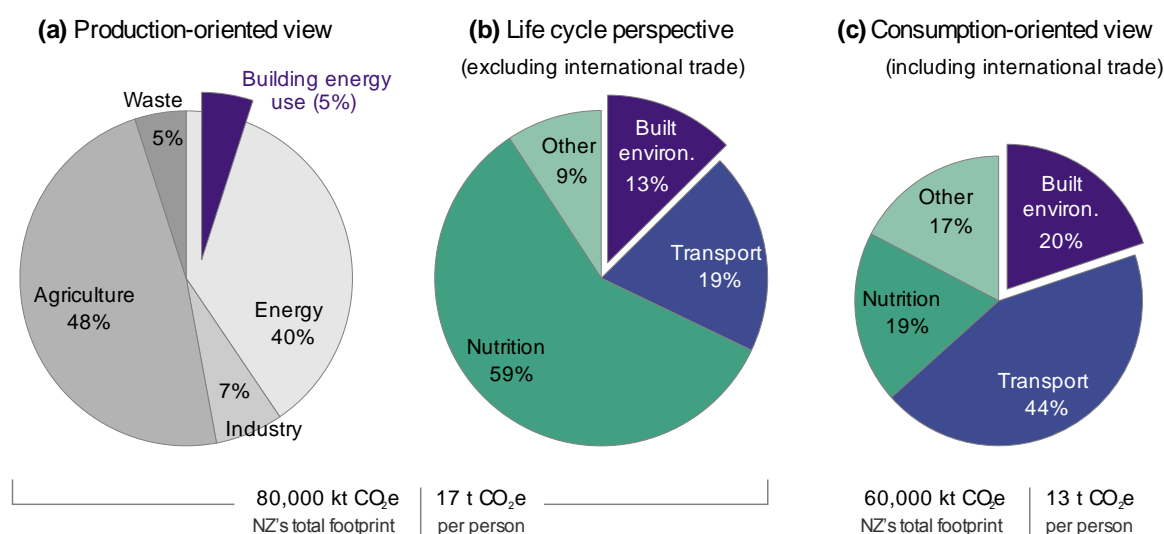 (a) Production-oriented view
Building energy
use (5%)
Waste
5%
Agriculture
48%
Energy
40%
7%
Industry
(b) Life cycle perspective
(excluding international trade)
Other
9%
Built
environ.
13%
Transport
19%
Nutrition
59%
(c) Consumption-oriented view
(including international trade)
Other
17%
Built
environ.
20%
Nutrition
19%
Transport
44%
80,000 kt CO₂e
NZ's total footprint
17 t CO₂e
per person
60,000 kt CO₂e
NZ's total footprint
13 t CO₂e
per person